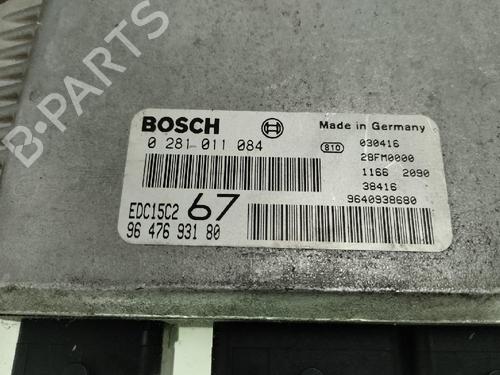 B-PARTS
BOSCH
Made in Germany
0 281 011 084
810
030416
28FM0000
1166 2090
38416
9640938680
EDC15C2 67
96 476 931 80